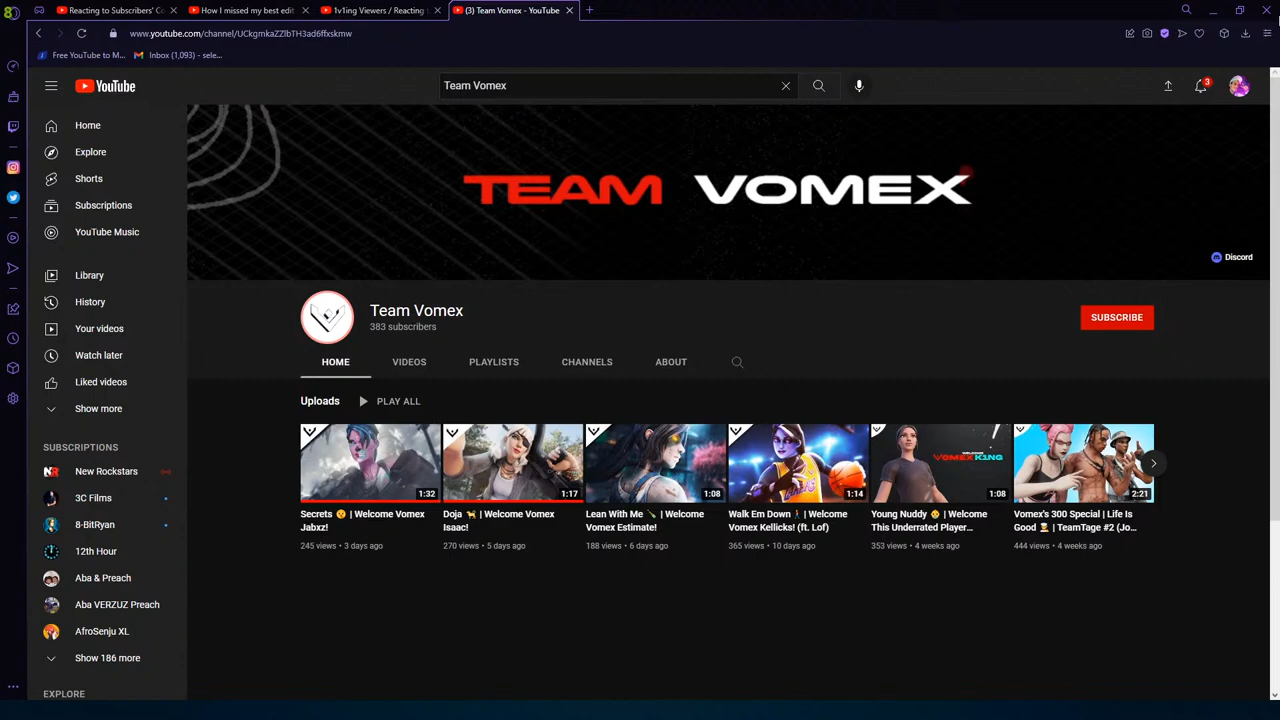 Reacting to Subscribers' Co
How I missed my best edit
1v1ing Viewers / Reacting t
(3) Team Vomex - YouTube
www.youtube.com/channel/UCkgmkaZZlbTH3ad6ffxskmw
Free YouTube to M...
Inbox (1,093) - sele...
YouTube
Team Vomex
3
Home
Explore
Shorts
Subscriptions
YouTube Music
Library
History
Your videos
Watch later
Liked videos
Show more
SUBSCRIPTIONS
New Rockstars
3C Films
8-BitRyan
12th Hour
Aba & Preach
Aba VERZUZ Preach
AfroSenju XL
Show 186 more
EXPLORE
TEAM VOMEX
Discord
Team Vomex
383 subscribers
SUBSCRIBE
HOME
VIDEOS
PLAYLISTS
CHANNELS
ABOUT
Uploads
PLAY ALL
1:32
Secrets 😮 | Welcome Vomex
Jabxz!
245 views • 3 days ago
1:17
Doja 🐕 | Welcome Vomex
Isaac!
270 views • 5 days ago
1:08
Lean With Me 🍾 | Welcome
Vomex Estimate!
188 views • 6 days ago
1:14
Walk Em Down 🚶 | Welcome
Vomex Kellicks! (ft. Lof)
365 views • 10 days ago
VOMEX K1NG
1:08
Young Nuddy 👶 | Welcome
This Underrated Player...
353 views • 4 weeks ago
2:21
Vomex's 300 Special | Life Is
Good 👨‍🍳 | TeamTage #2 (Jo...
444 views • 4 weeks ago